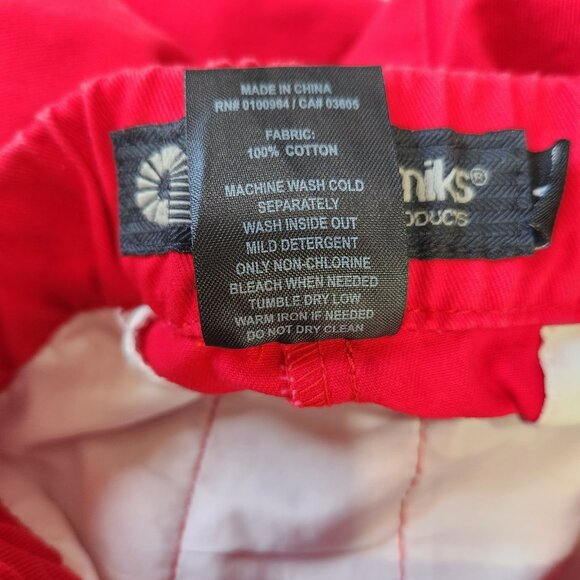 MADE IN CHINA
RN# 0100984 / CA# 03605
FABRIC:
100% COTTON
MACHINE WASH COLD
SEPARATELY
WASH INSIDE OUT
MILD DETERGENT
ONLY NON-CHLORINE
BLEACH WHEN NEEDED
TUMBLE DRY LOW
WARM IRON IF NEEDED
DO NOT DRY CLEAN
miks®